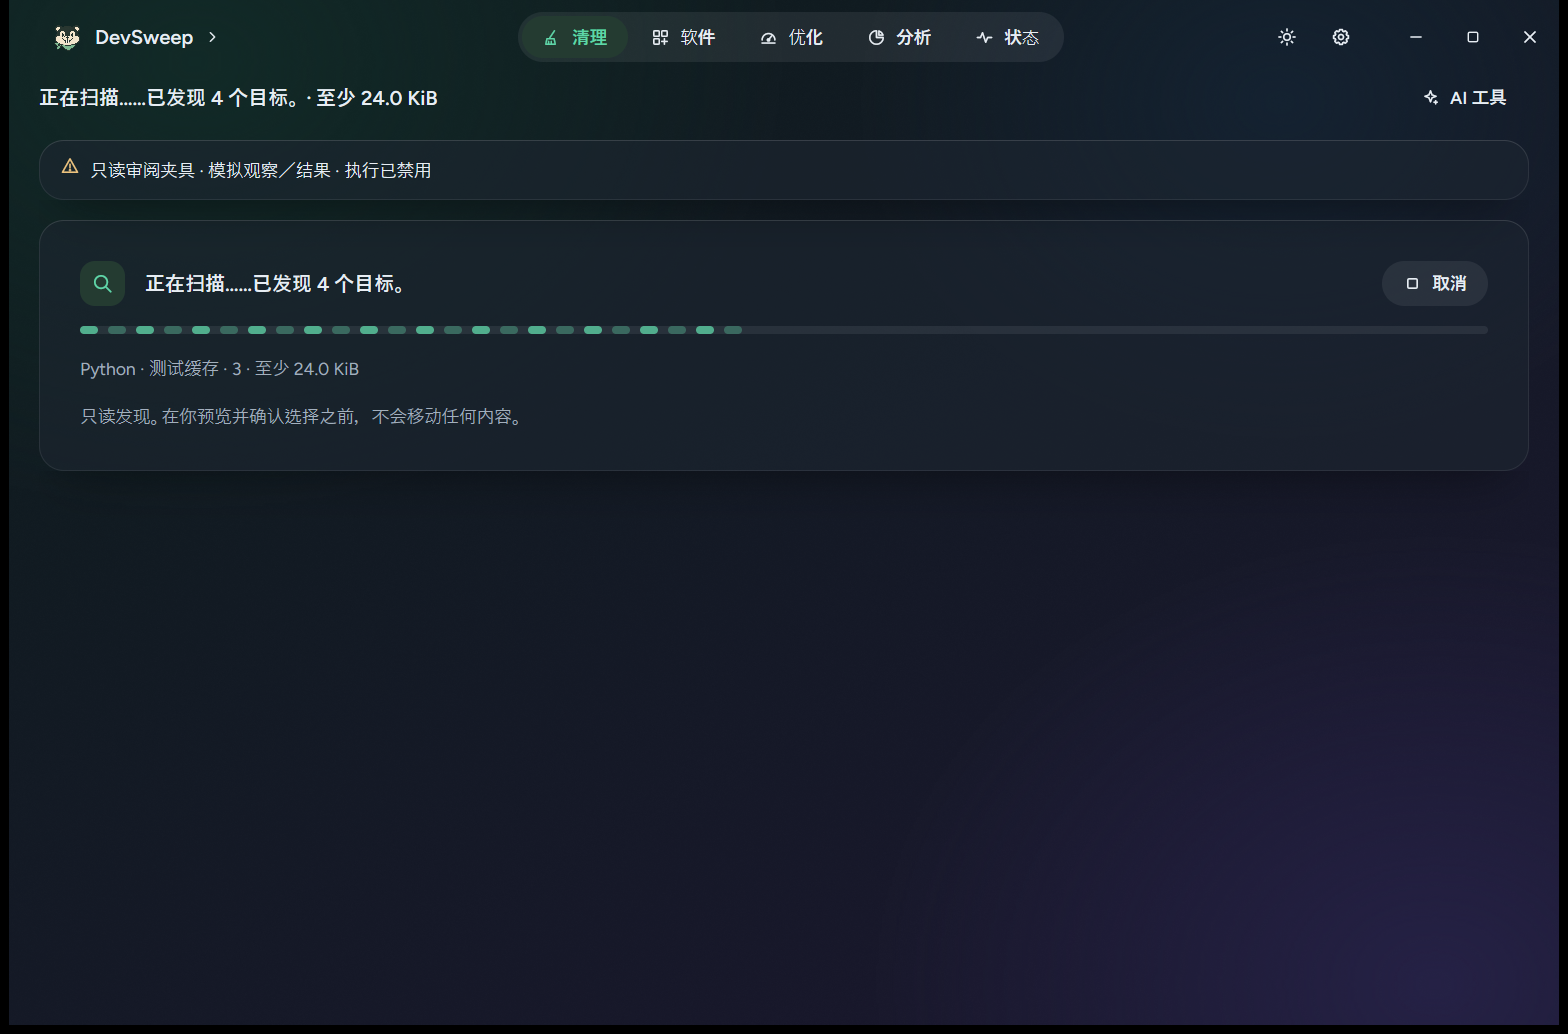 DevSweep
清理 软件 优化 分析 状态
正在扫描……已发现 4 个目标。 · 至少 24.0 KiB
AI 工具
只读审阅夹具 · 模拟观察／结果 · 执行已禁用
正在扫描……已发现 4 个目标。
取消
Python · 测试缓存 · 3 · 至少 24.0 KiB
只读发现。在你预览并确认选择之前，不会移动任何内容。